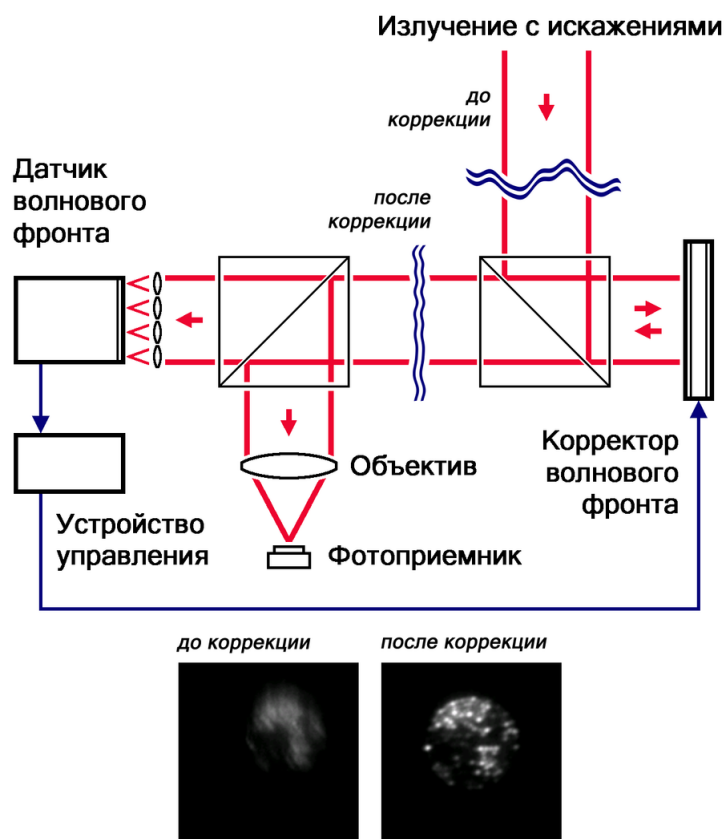 Излучение с искажениями
до
коррекции
Датчик
волнового
фронта
после
коррекции
Объектив
Корректор
волнового
фронта
Устройство
управления
Фотоприемник
до коррекции
после коррекции